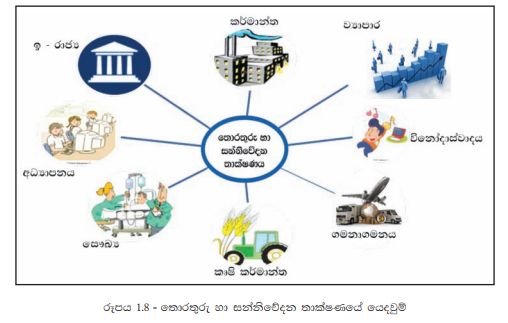 කර්මාන්ත
ව්‍යාපාර
ඉ - රාජ්‍ය
තොරතුරු හා
සන්නිවේදන
තාක්ෂණය
විනෝදාස්වාදය
අධ්‍යාපනය
ගමනාගමනය
සෞඛ්‍ය
කෘෂි කර්මාන්ත
රූපය 1.8 - තොරතුරු හා සන්නිවේදන තාක්ෂණයේ යෙදවුම්